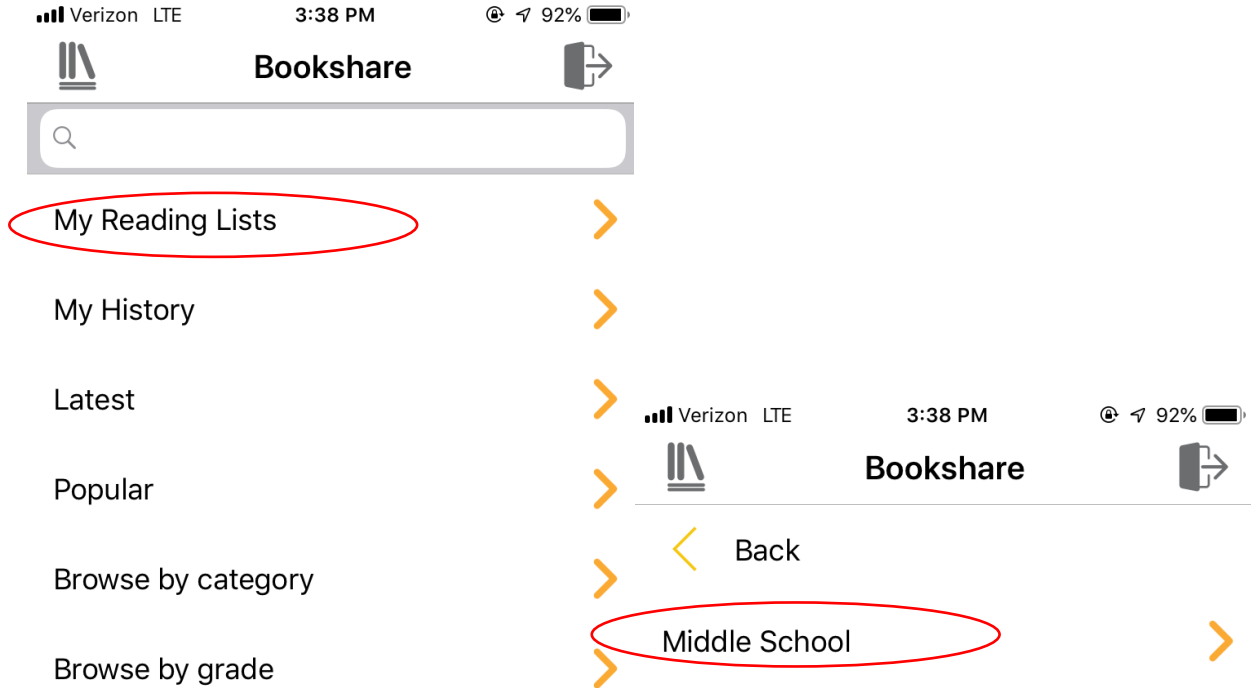 Verizon LTE 3:38 PM 92%
Bookshare
My Reading Lists
My History
Latest
Popular
Browse by category
Browse by grade
Verizon LTE 3:38 PM 92%
Bookshare
Back
Middle School